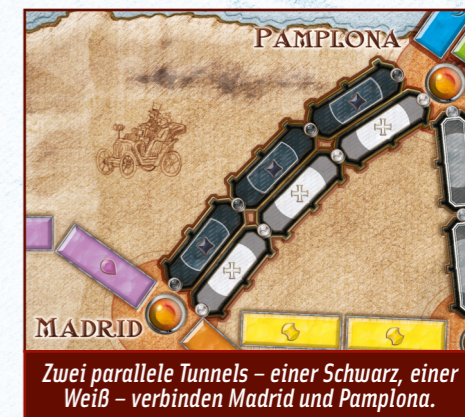 PAMPLONA
MADRID
Zwei parallele Tunnels – einer Schwarz, einer
Weiß – verbinden Madrid und Pamplona.